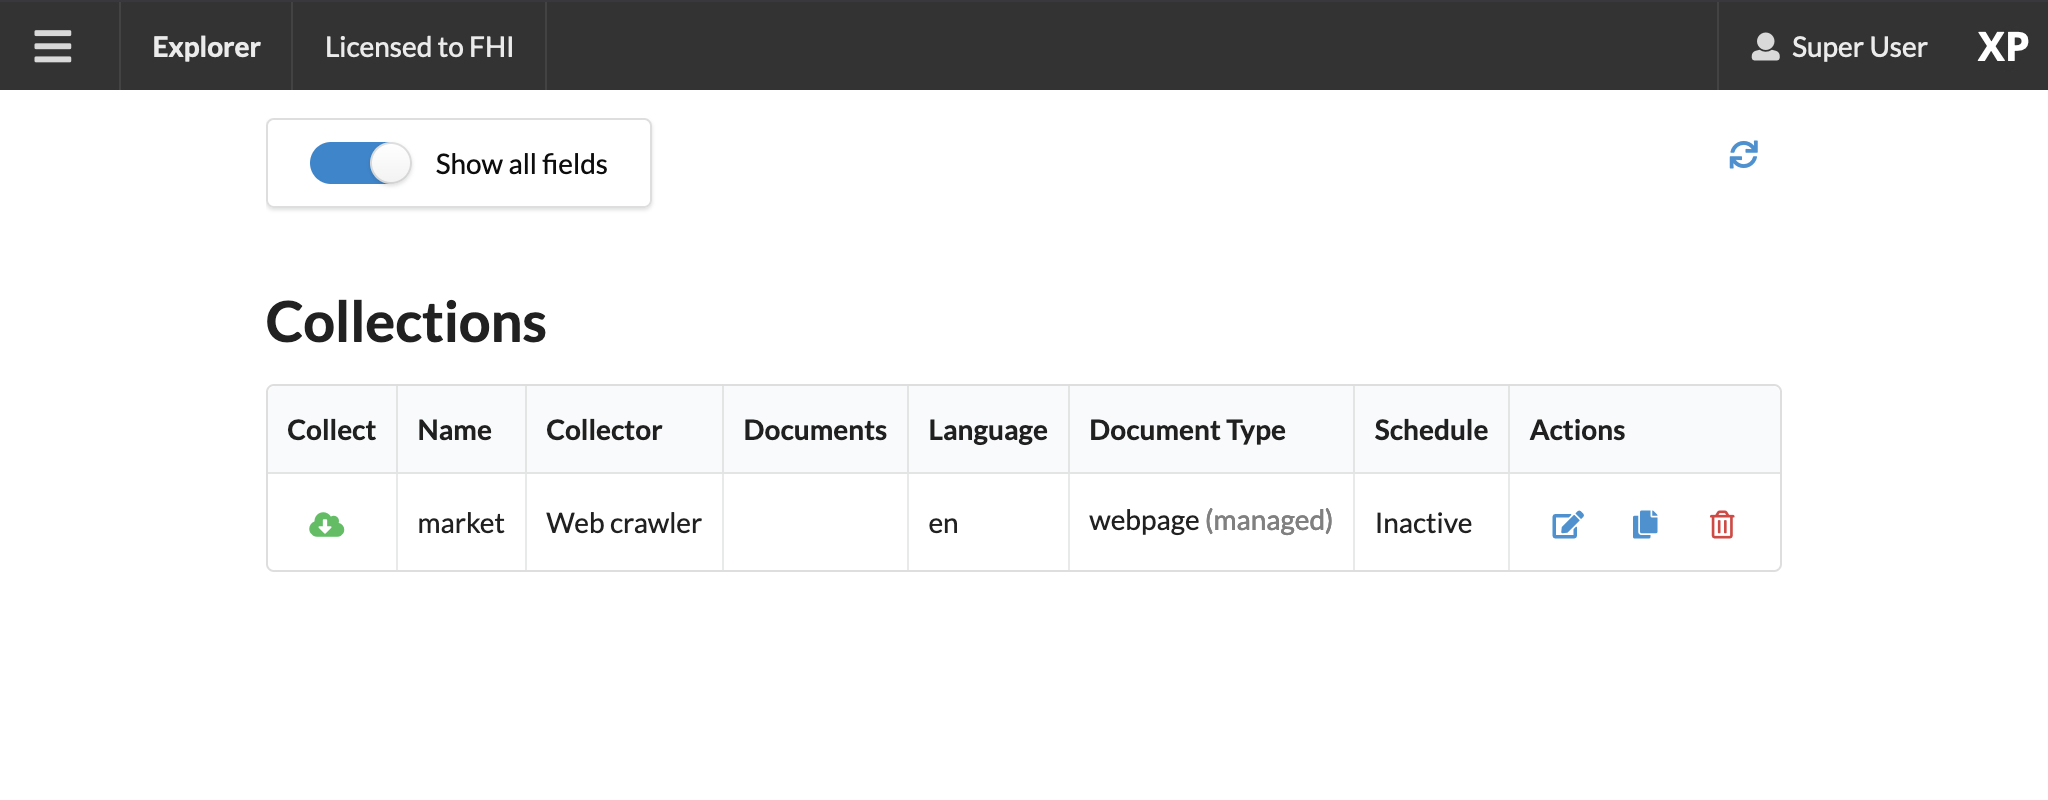 Explorer Licensed to FHI Super User XP
Show all fields
Collections
Collect Name Collector Documents Language Document Type Schedule Actions
market Web crawler en webpage (managed) Inactive